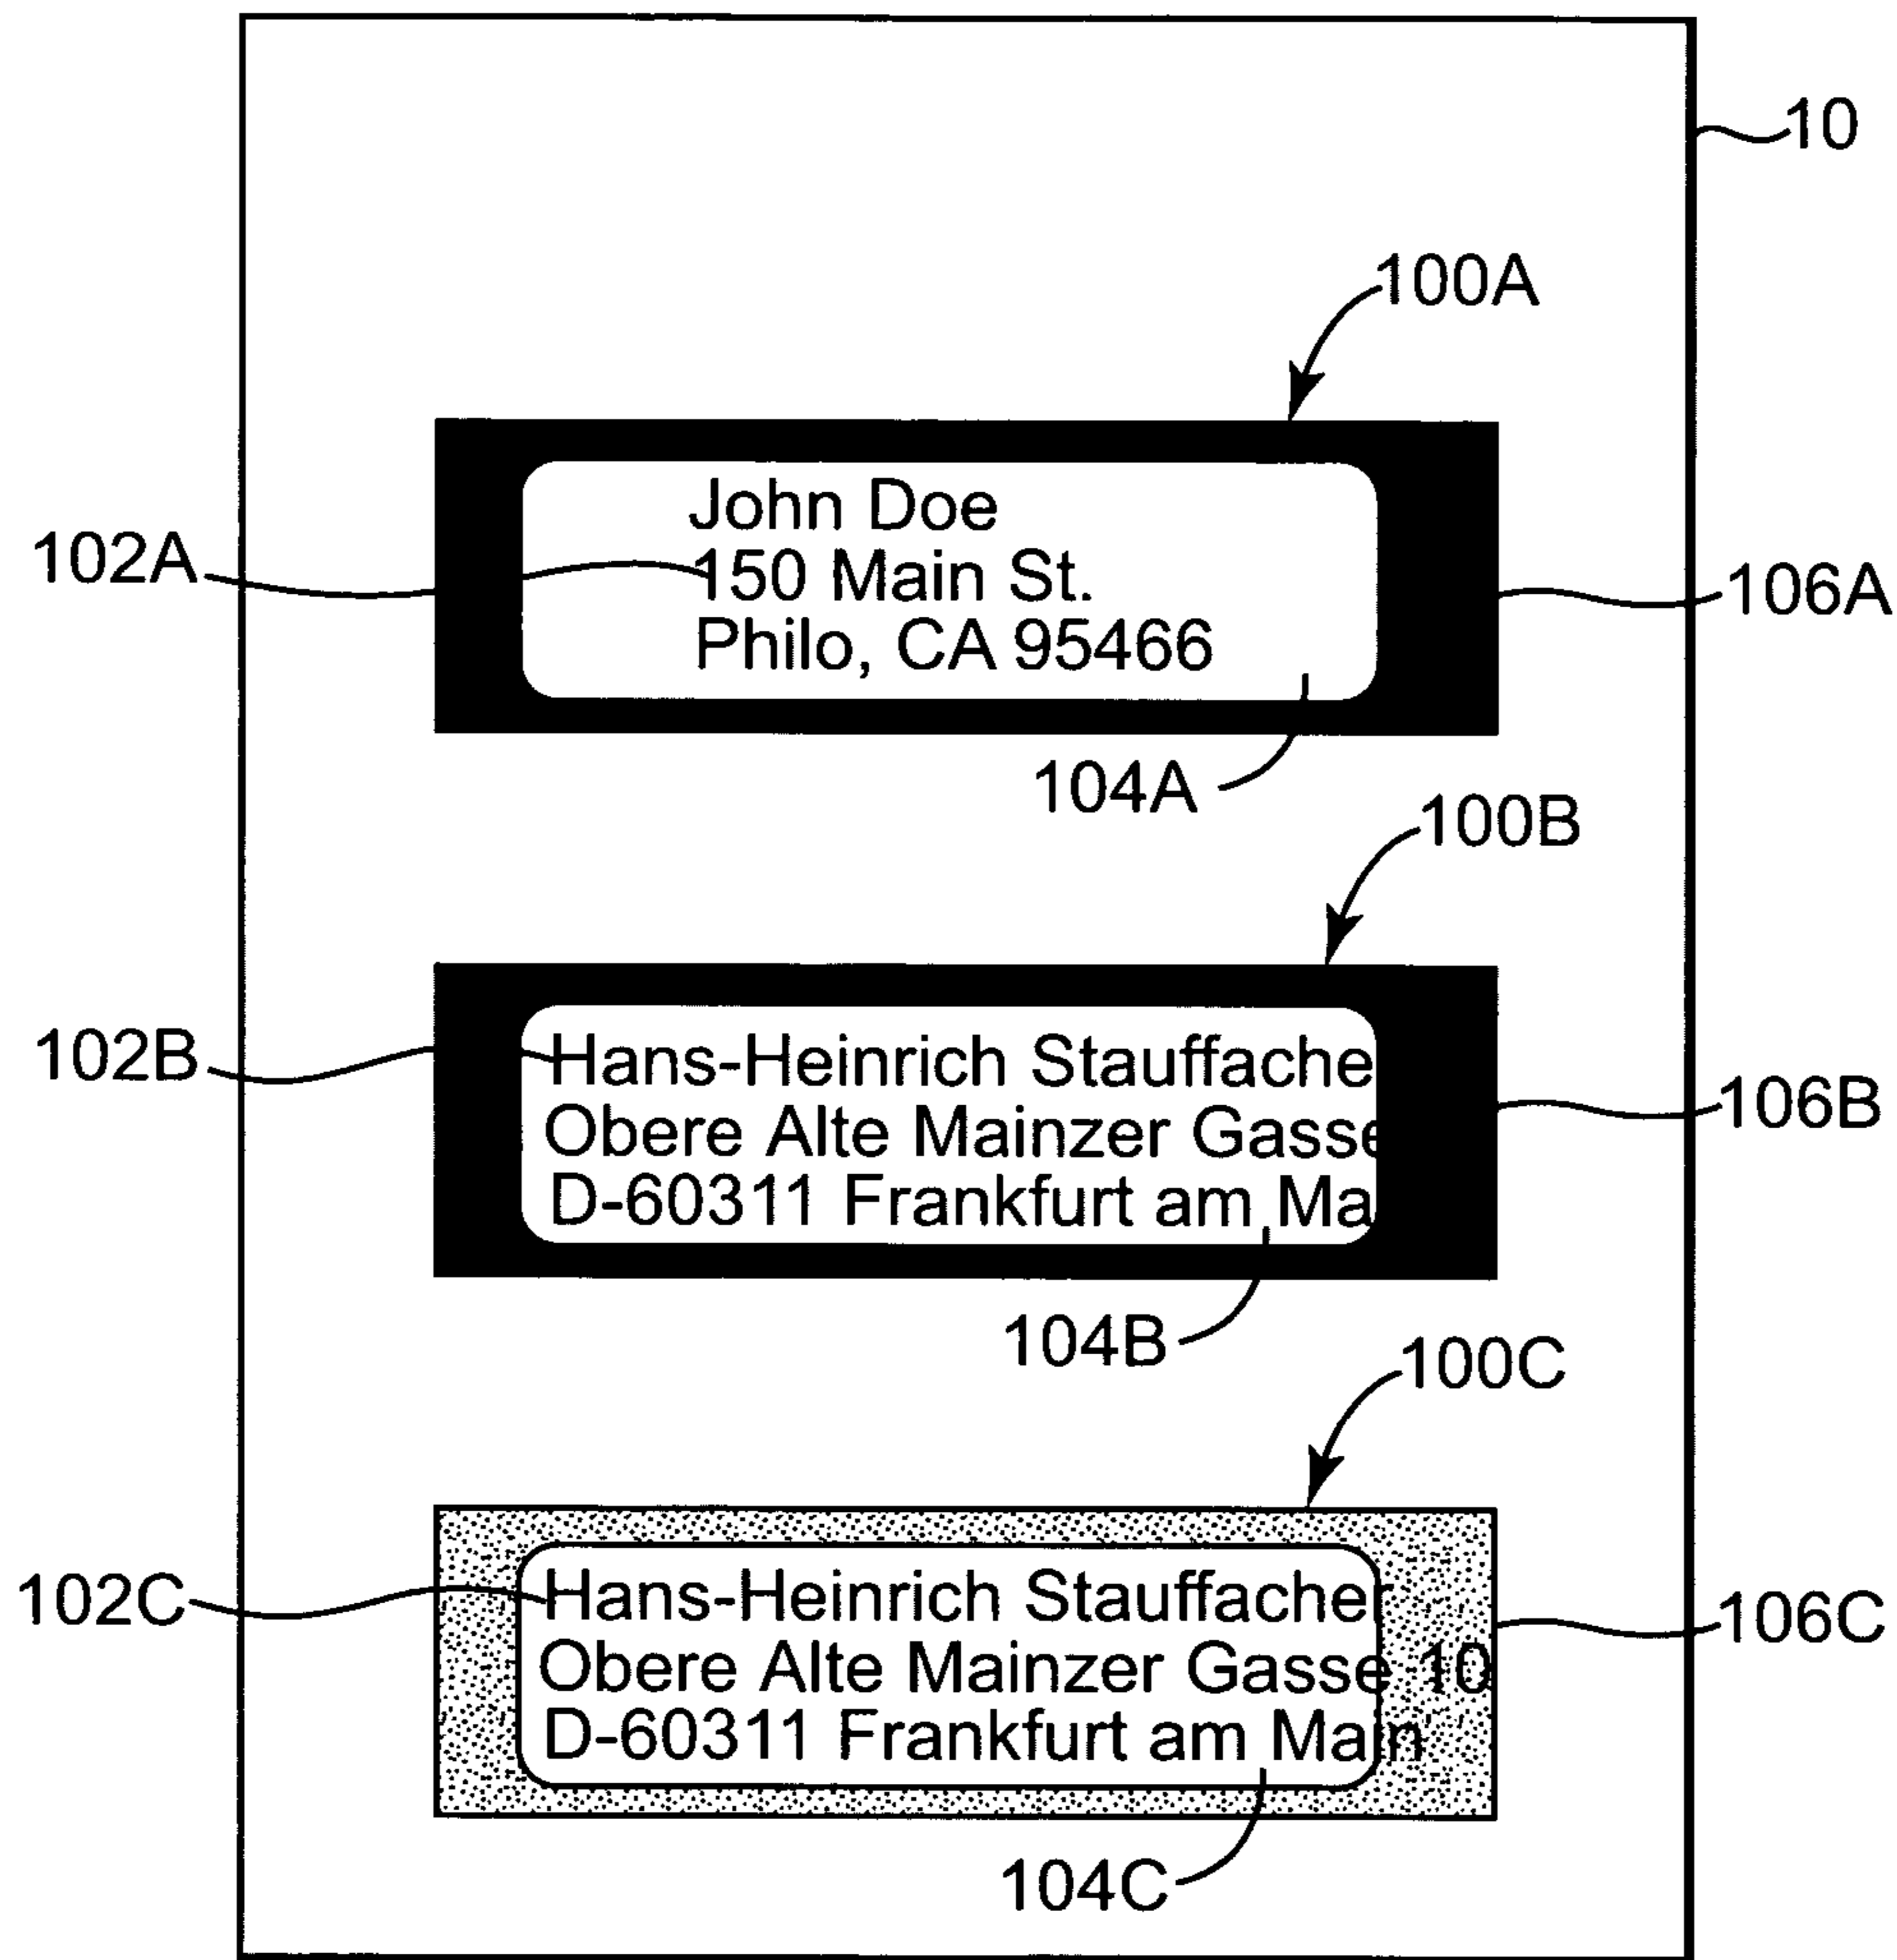 10
100A
John Doe
102A
150 Main St.
106A
Philo, CA 95466
104A
100B
Hans-Heinrich Stauffache
102B
Obere Alte Mainzer Gasse
106B
D-60311 Frankfurt am Ma
104B
100C
Hans-Heinrich Stauffacher
102C
Obere Alte Mainzer Gasse 10
106C
D-60311 Frankfurt am Main
104C